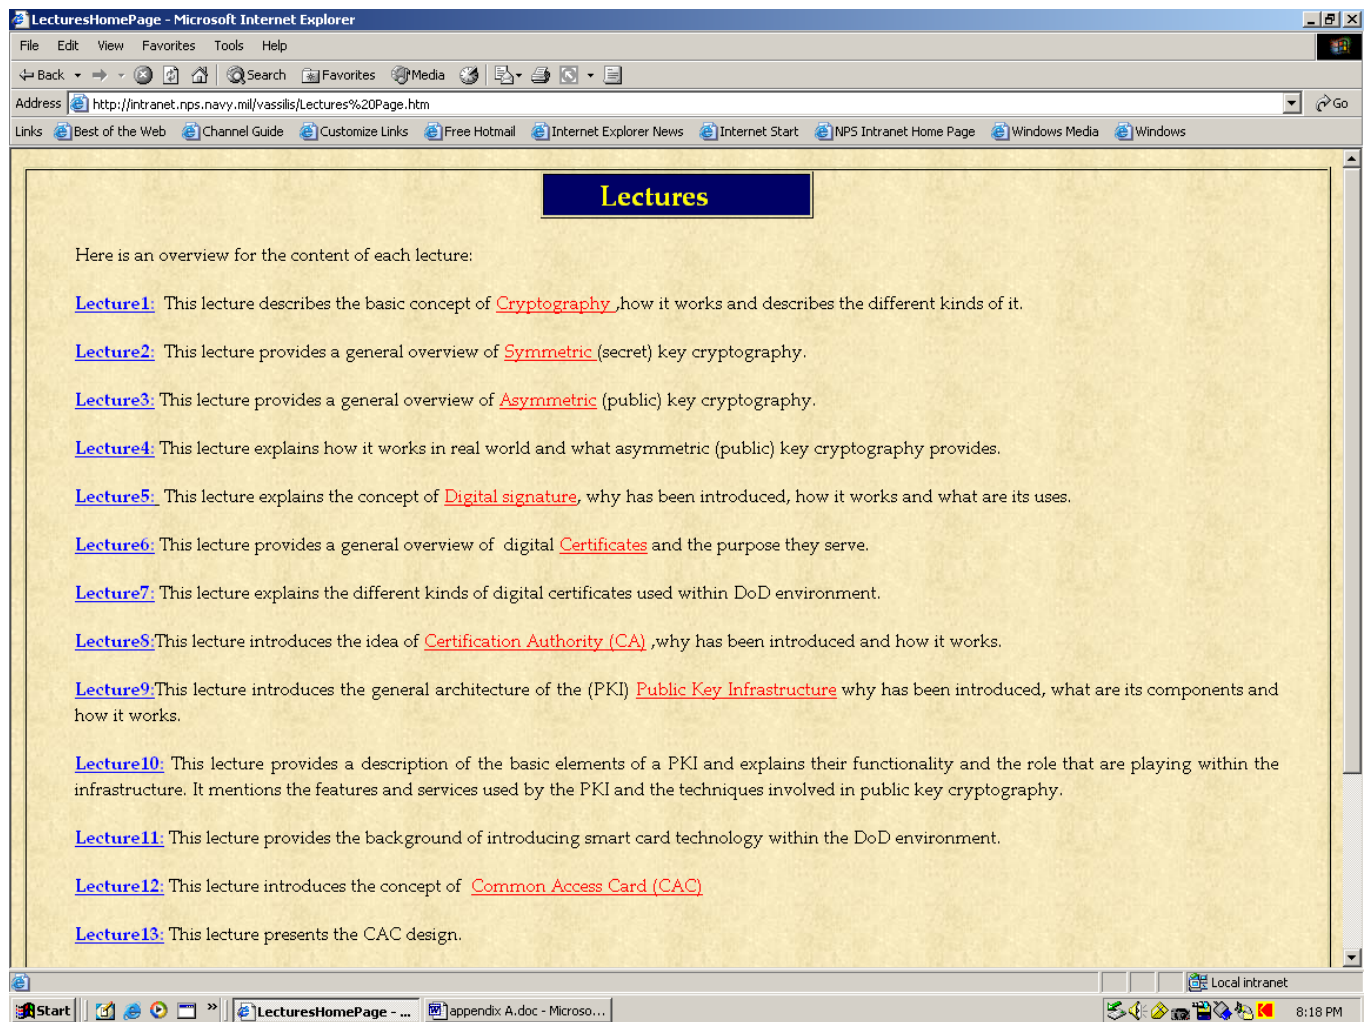 LecturesHomePage - Microsoft Internet Explorer
File Edit View Favorites Tools Help
Back Search Favorites Media
Address http://intranet.nps.navy.mil/vassilis/Lectures%20Page.htm Go
Links Best of the Web Channel Guide Customize Links Free Hotmail Internet Explorer News Internet Start NPS Intranet Home Page Windows Media Windows
Lectures
Here is an overview for the content of each lecture:
Lecture1: This lecture describes the basic concept of Cryptography ,how it works and describes the different kinds of it.
Lecture2: This lecture provides a general overview of Symmetric (secret) key cryptography.
Lecture3: This lecture provides a general overview of Asymmetric (public) key cryptography.
Lecture4: This lecture explains how it works in real world and what asymmetric (public) key cryptography provides.
Lecture5: This lecture explains the concept of Digital signature, why has been introduced, how it works and what are its uses.
Lecture6: This lecture provides a general overview of digital Certificates and the purpose they serve.
Lecture7: This lecture explains the different kinds of digital certificates used within DoD environment.
Lecture8:This lecture introduces the idea of Certification Authority (CA) ,why has been introduced and how it works.
Lecture9:This lecture introduces the general architecture of the (PKI) Public Key Infrastructure why has been introduced, what are its components and
how it works.
Lecture10: This lecture provides a description of the basic elements of a PKI and explains their functionality and the role that are playing within the
infrastructure. It mentions the features and services used by the PKI and the techniques involved in public key cryptography.
Lecture11: This lecture provides the background of introducing smart card technology within the DoD environment.
Lecture12: This lecture introduces the concept of Common Access Card (CAC)
Lecture13: This lecture presents the CAC design.
Local intranet
Start » LecturesHomePage - ... appendix A.doc - Microso... 8:18 PM